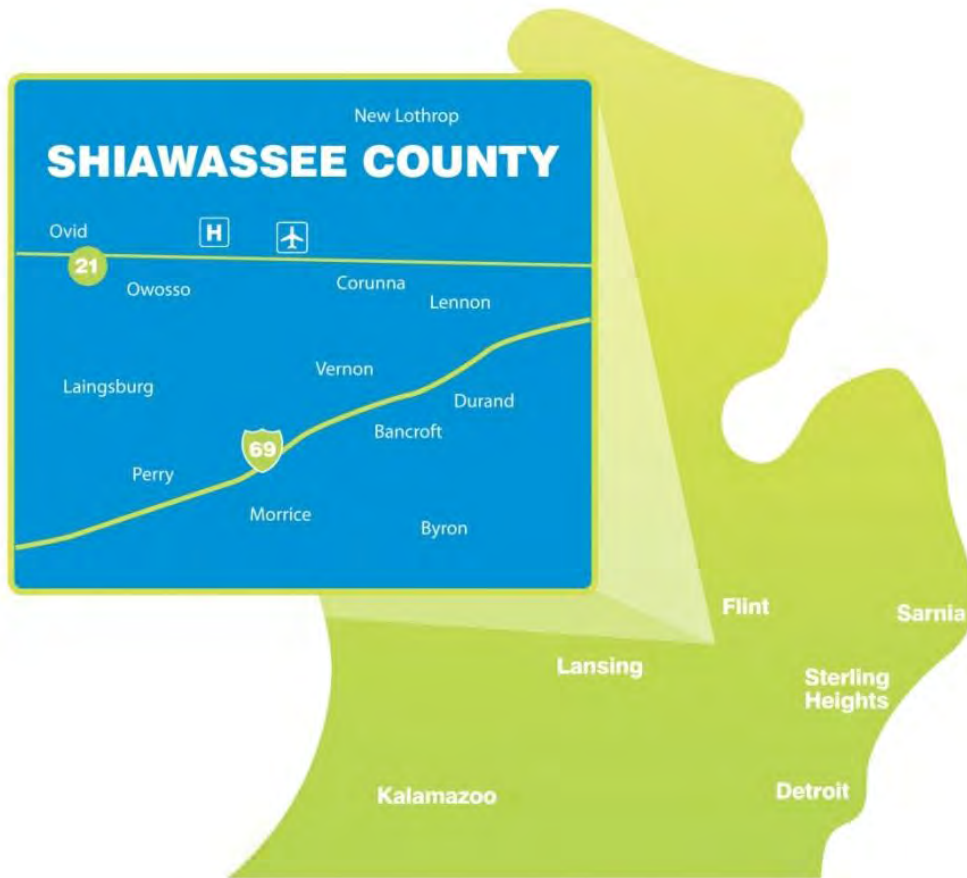 New Lothrop
SHIAWASSEE COUNTY
Ovid
H
21
Owosso
Corunna
Lennon
Laingsburg
Vernon
Durand
Bancroft
69
Perry
Morrice
Byron
Flint
Sarnia
Lansing
Sterling
Heights
Kalamazoo
Detroit